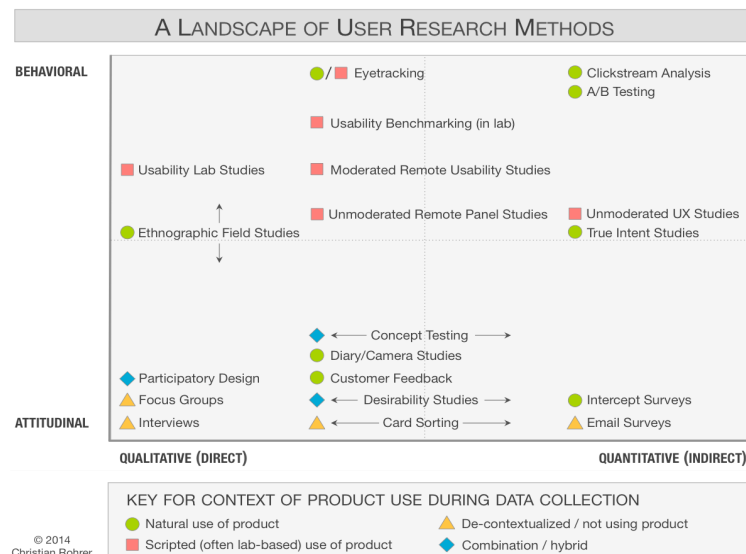 A LANDSCAPE OF USER RESEARCH METHODS
BEHAVIORAL
/ Eyetracking
Clickstream Analysis
A/B Testing
Usability Benchmarking (in lab)
Usability Lab Studies
Moderated Remote Usability Studies
Unmoderated Remote Panel Studies
Unmoderated UX Studies
Ethnographic Field Studies
True Intent Studies
Concept Testing
Diary/Camera Studies
Participatory Design
Customer Feedback
Focus Groups
Desirability Studies
Intercept Surveys
ATTITUDINAL
Interviews
Card Sorting
Email Surveys
QUALITATIVE (DIRECT)
QUANTITATIVE (INDIRECT)
KEY FOR CONTEXT OF PRODUCT USE DURING DATA COLLECTION
Natural use of product
De-contextualized / not using product
© 2014
Christian Rohrer
Scripted (often lab-based) use of product
Combination / hybrid